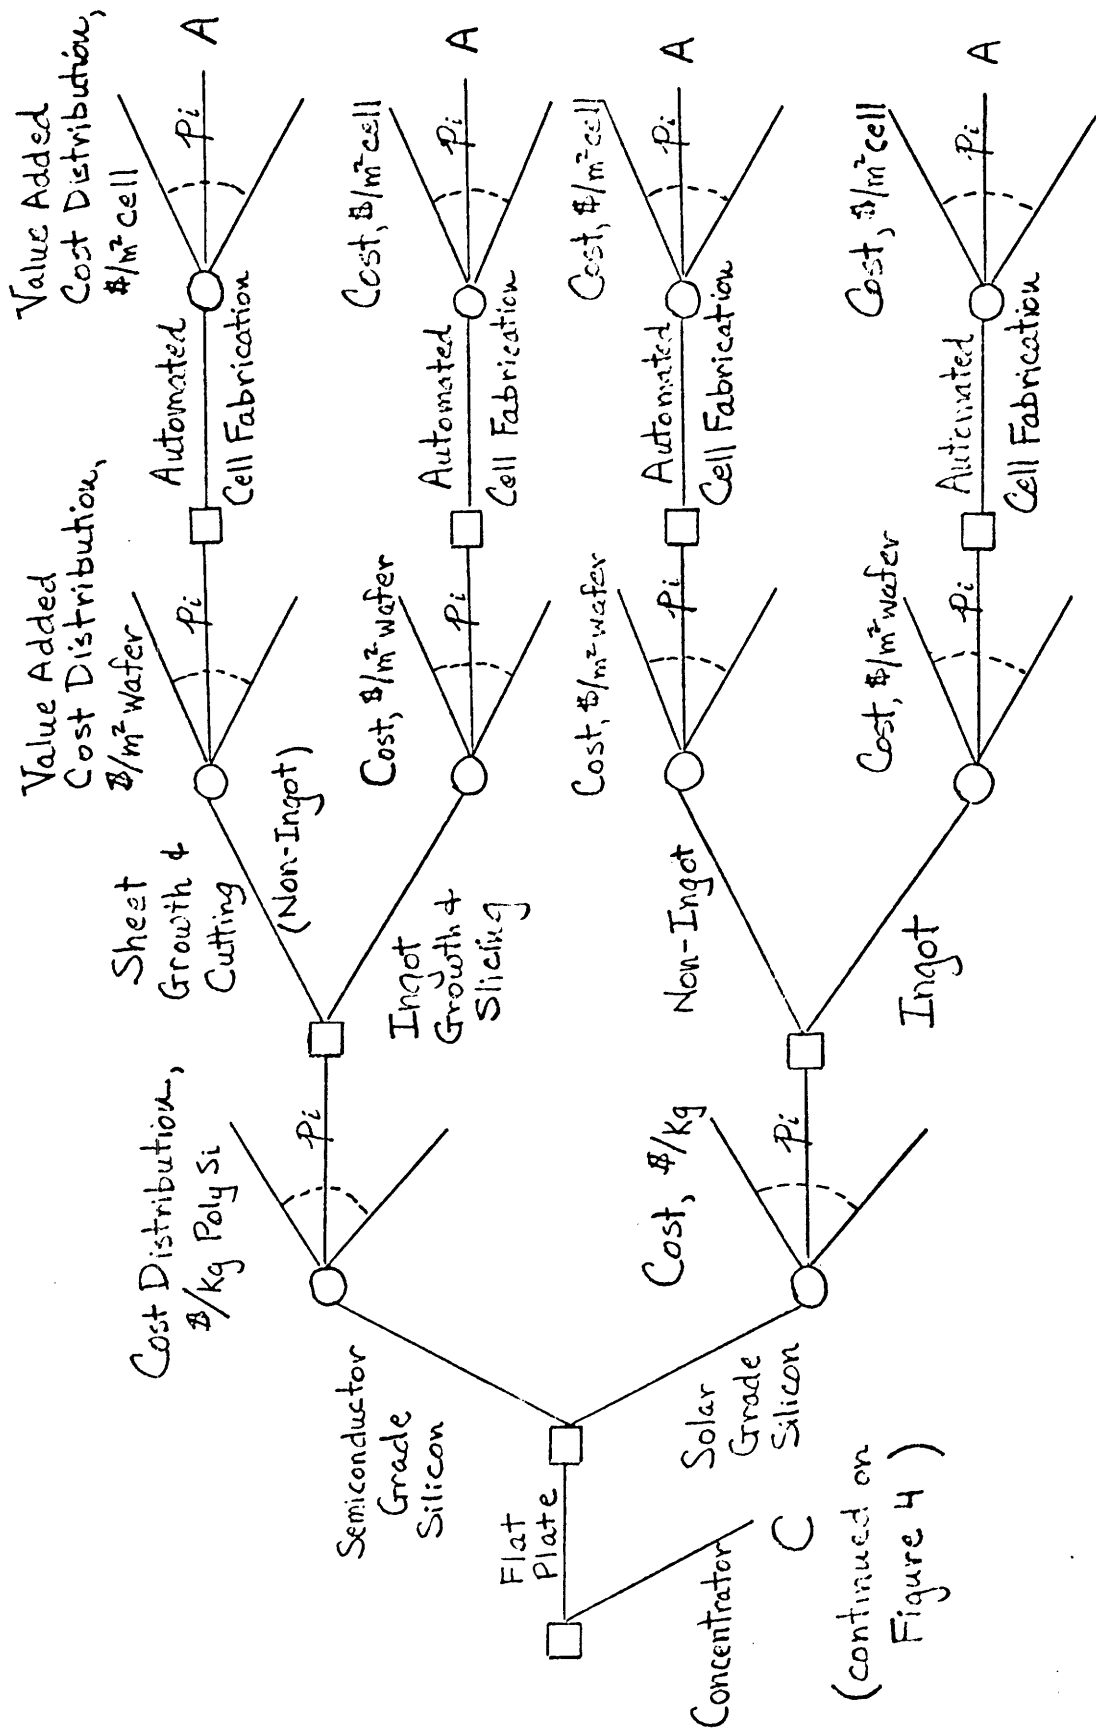 Value Added
Cost Distribution,
$/m² cell
Pi
A
Automated
Cell Fabrication
Value Added
Cost Distribution,
$/m² Wafer
Pi
Sheet
Growth &
Cutting
(Non-Ingot)
Cost, $/m² cell
Pi
A
Automated
Cell Fabrication
Cost, $/m² wafer
Pi
Ingot
Growth &
Slicing
Cost Distribution,
$/kg Poly Si
Pi
Semiconductor
Grade
Silicon
Cost, $/m² cell
Pi
A
Automated
Cell Fabrication
Cost, $/m² wafer
Pi
Non-Ingot
Cost, $/m² cell
Pi
A
Automated
Cell Fabrication
Cost, $/m² wafer
Pi
Ingot
Cost, $/kg
Pi
Solar
Grade
Silicon
Flat
Plate
Concentrator
C
(continued on
Figure 4)